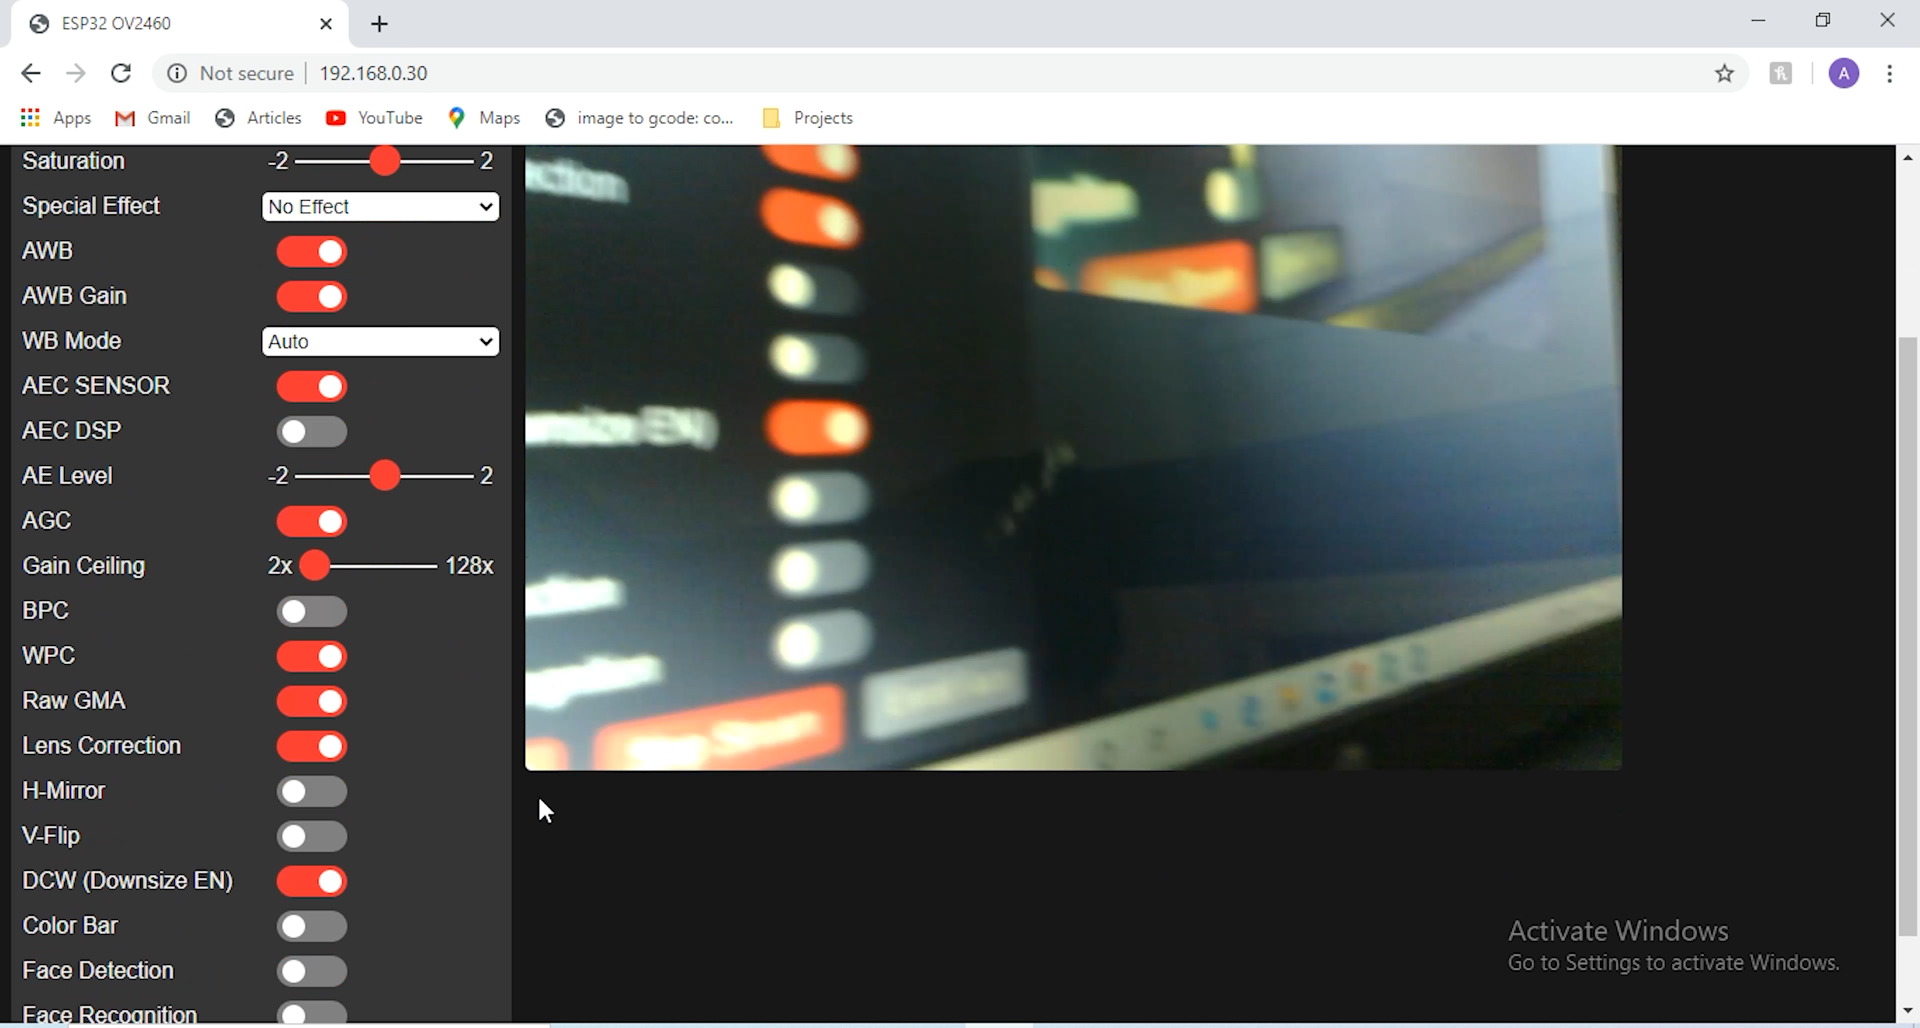 ESP32 OV2460
Not secure 192.168.0.30
Apps Gmail Articles YouTube Maps image to gcode: co... Projects
Saturation -2 2
Special Effect No Effect
AWB
AWB Gain
WB Mode Auto
AEC SENSOR
AEC DSP
AE Level -2 2
AGC
Gain Ceiling 2x 128x
BPC
WPC
Raw GMA
Lens Correction
H-Mirror
V-Flip
DCW (Downsize EN)
Color Bar
Face Detection
Face Recognition
A
ection
EN)
Activate Windows
Go to Settings to activate Windows.